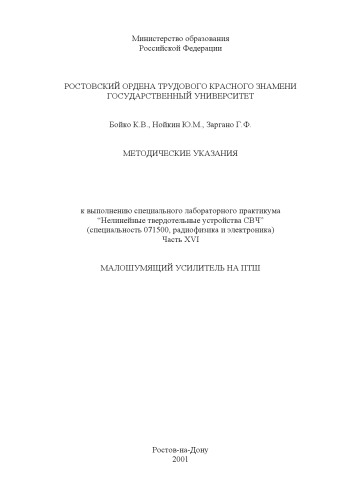 Министерство образования
Российской Федерации
РОСТОВСКИЙ ОРДЕНА ТРУДОВОГО КРАСНОГО ЗНАМЕНИ
ГОСУДАРСТВЕННЫЙ УНИВЕРСИТЕТ
Бойко К.В., Нойкин Ю.М., Заргано Г.Ф.
МЕТОДИЧЕСКИЕ УКАЗАНИЯ
к выполнению специального лабораторного практикума
“Нелинейные твердотельные устройства СВЧ”
(специальность 071500, радиофизика и электроника)
Часть XVI
МАЛОШУМЯЩИЙ УСИЛИТЕЛЬ НА ПТШ
Ростов-на-Дону
2001